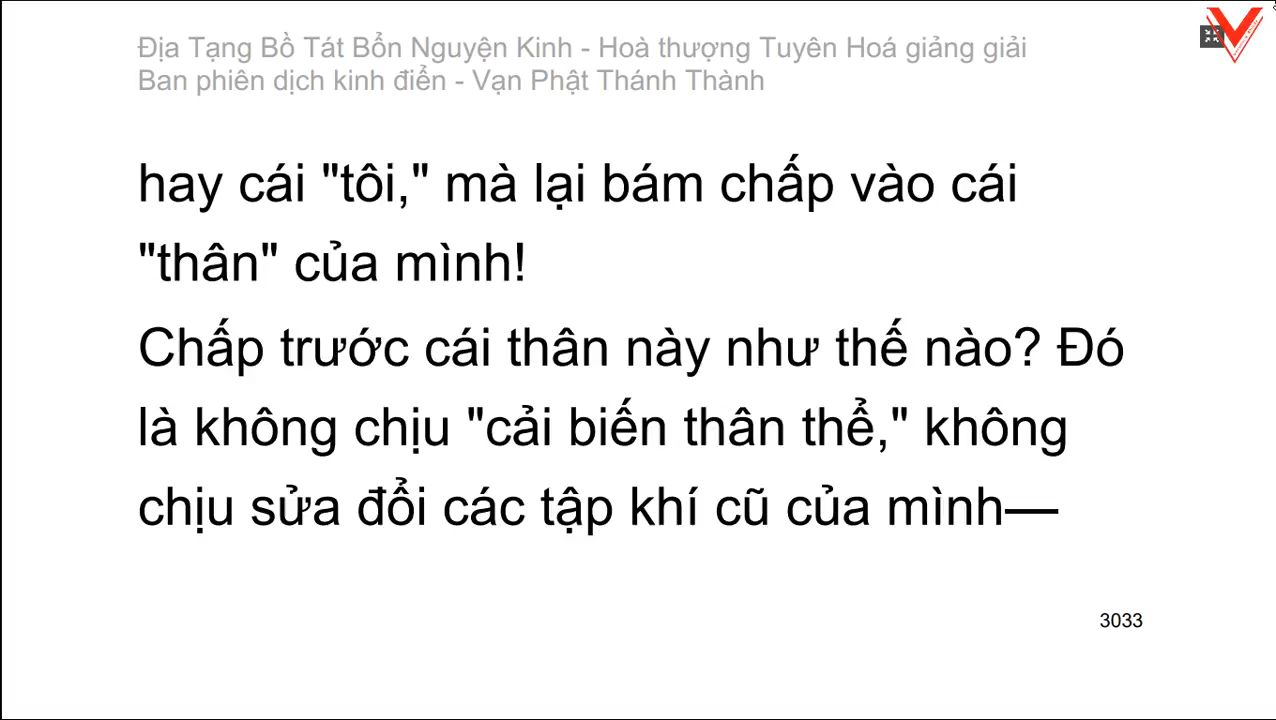 Địa Tạng Bồ Tát Bổn Nguyện Kinh - Hoà thượng Tuyên Hoá giảng giải
Ban phiên dịch kinh điển - Vạn Phật Thánh Thành
hay cái "tôi," mà lại bám chấp vào cái
"thân" của mình!
Chấp trước cái thân này như thế nào? Đó
là không chịu "cải biến thân thể," không
chịu sửa đổi các tập khí cũ của mình—
3033